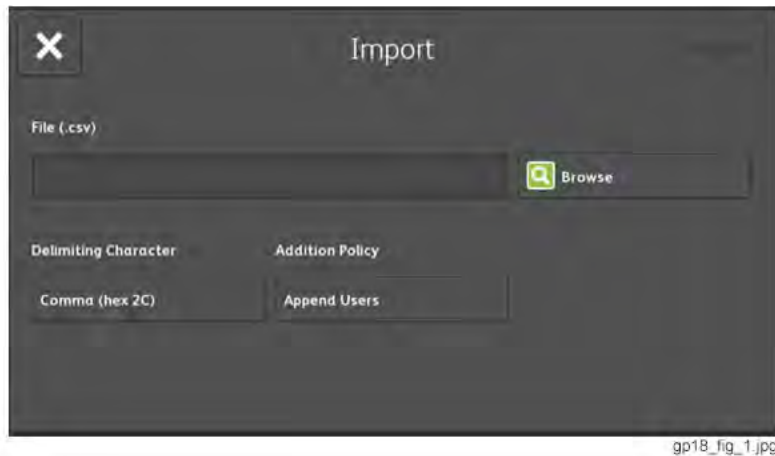 Import
File (.csv)
Browse
Delimiting Character
Addition Policy
Comma (hex 2C)
Append Users
gp18_fig_1.jpg